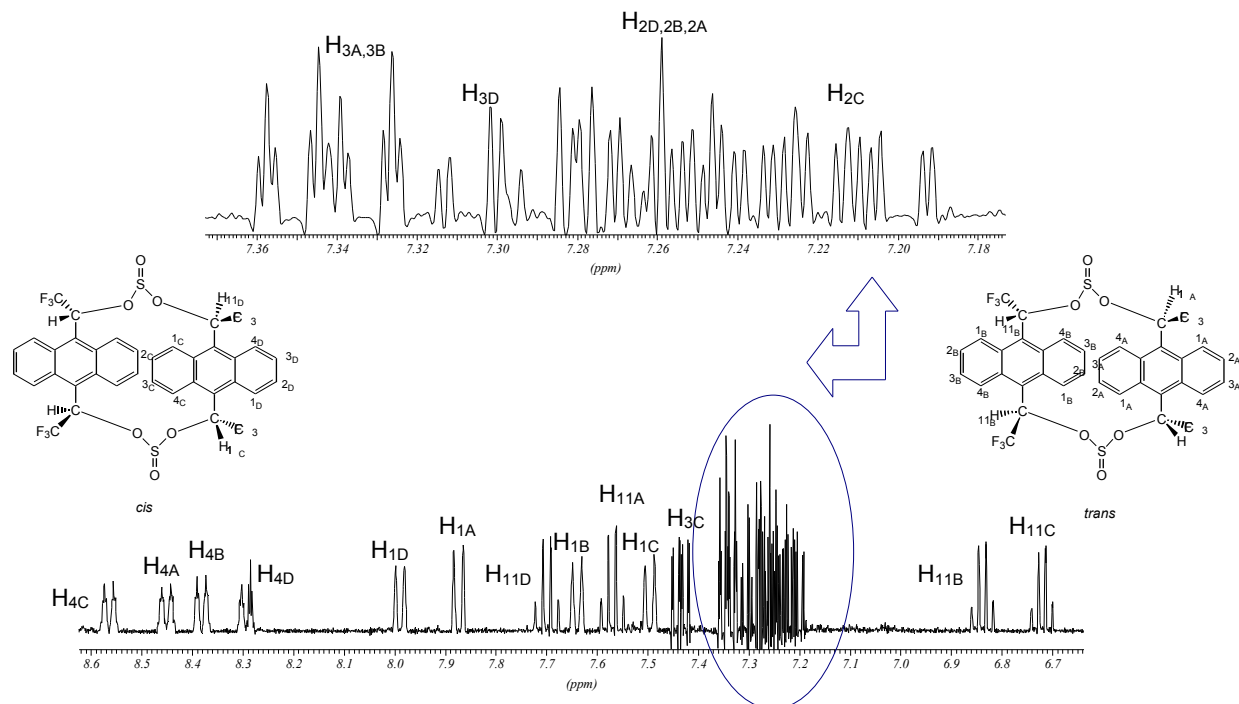 H2D,2B,2A
H3A,3B
H3D
H2C
7.36 7.34 7.32 7.30 7.28 7.26 7.24 7.22 7.20 7.18
(ppm)
O
S
O O
F3C
H11D
H C C
Ɛ 3
1C 4D
2C 3D
3C 2D
4C 1D
H C C
Ɛ 3
F3C O O
S
H1 C
O
cis
O
S
F3C O O
H1 A
H C C
Ɛ 3
11B
1B 4B 4A 1A
2B 3B 3A 2A
3B 2B 2A 3A
4B 1B 1A 4A
H C C
Ɛ 3
11B
F3C O O H
S
O
trans
H4C
H4A
H4B
H4D
H1D
H1A
H11D
H1B
H11A
H1C
H3C
H11B
H11C
8.6 8.5 8.4 8.3 8.2 8.1 8.0 7.9 7.8 7.7 7.6 7.5 7.4 7.3 7.2 7.1 7.0 6.9 6.8 6.7
(ppm)